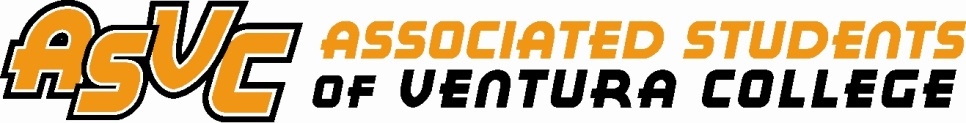 ASVC
ASSOCIATED STUDENTS
OF VENTURA COLLEGE